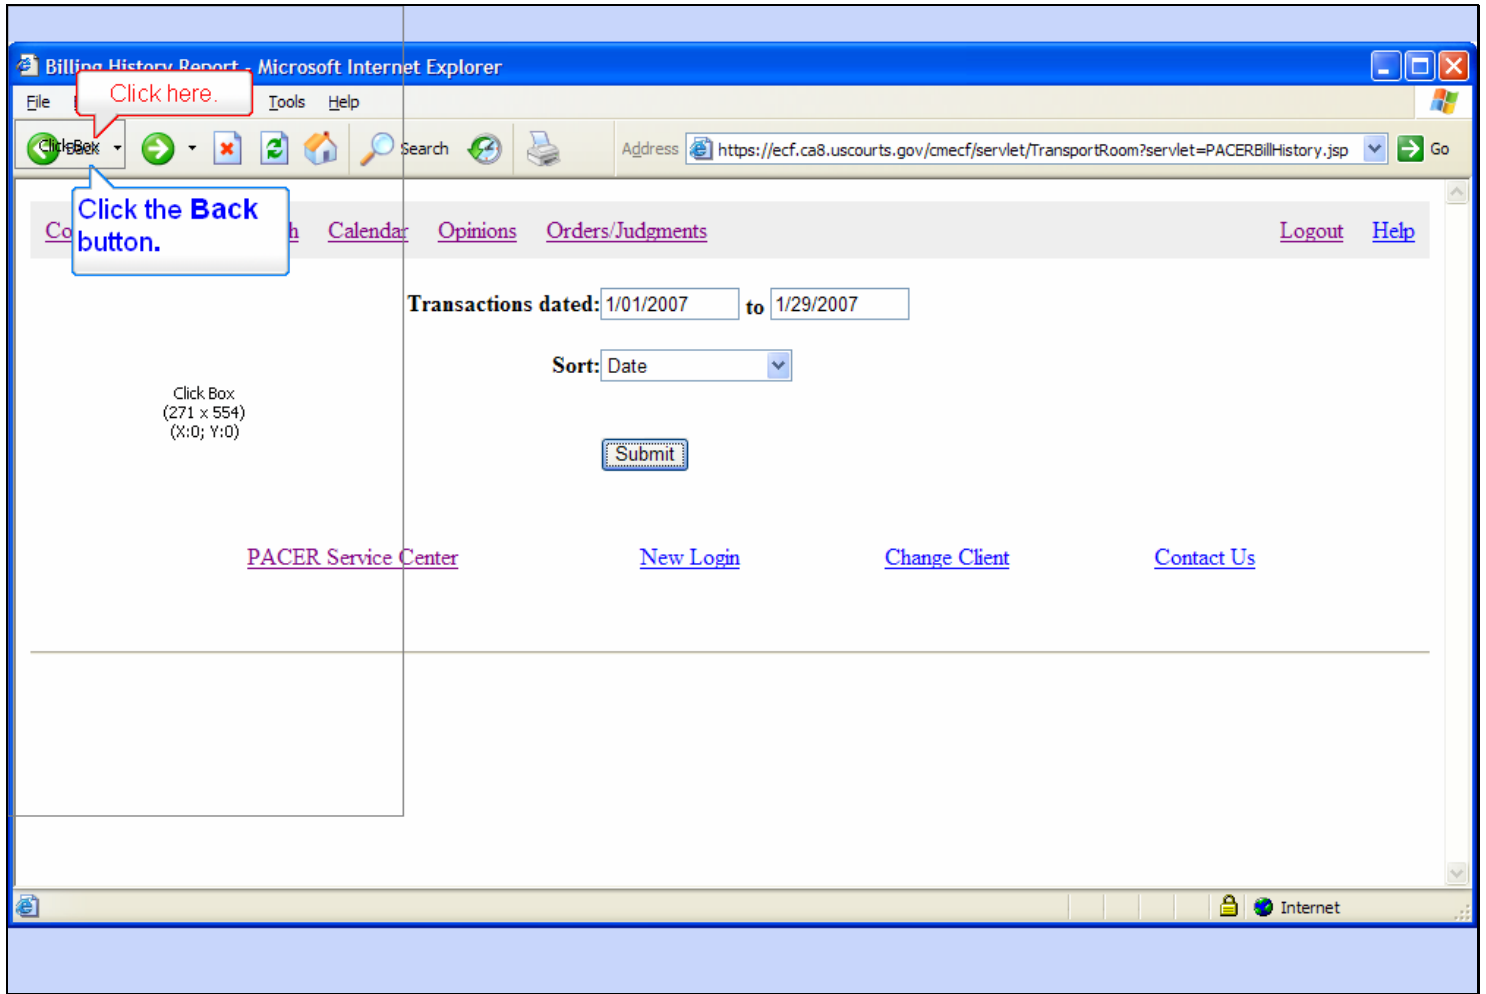 Billing History Report - Microsoft Internet Explorer
Click here.
File Tools Help
Click Box
Search
Address https://ecf.ca8.uscourts.gov/cmecf/servlet/TransportRoom?servlet=PACERBillHistory.jsp Go
Click the Back
button.
Co h Calendar Opinions Orders/Judgments Logout Help
Transactions dated: 1/01/2007 to 1/29/2007
Sort: Date
Click Box
(271 x 554)
(X:0; Y:0)
Submit
PACER Service Center New Login Change Client Contact Us
Internet